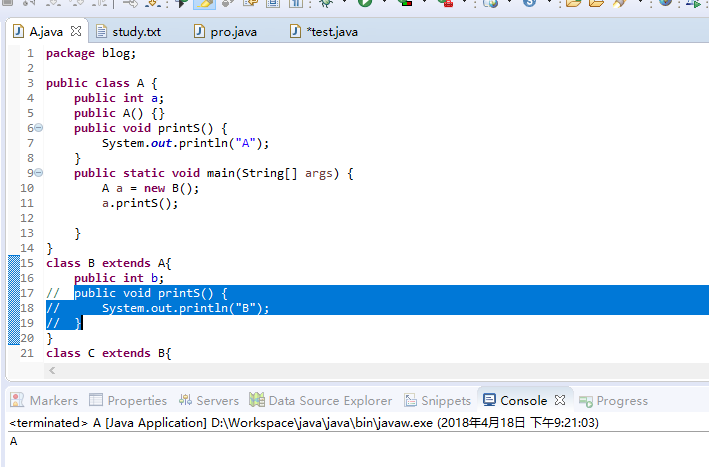 A.java study.txt pro.java *test.java
1 package blog;
2
3 public class A {
4 public int a;
5 public A() {}
6 public void printS() {
7 System.out.println("A");
8 }
9 public static void main(String[] args) {
10 A a = new B();
11 a.printS();
12
13 }
14 }
15 class B extends A{
16 public int b;
17 // public void printS() {
18 // System.out.println("B");
19 // }
20 }
21 class C extends B{
Markers Properties Servers Data Source Explorer Snippets Console Progress
<terminated> A [Java Application] D:\Workspace\java\java\bin\javaw.exe (2018年4月18日 下午9:21:03)
A